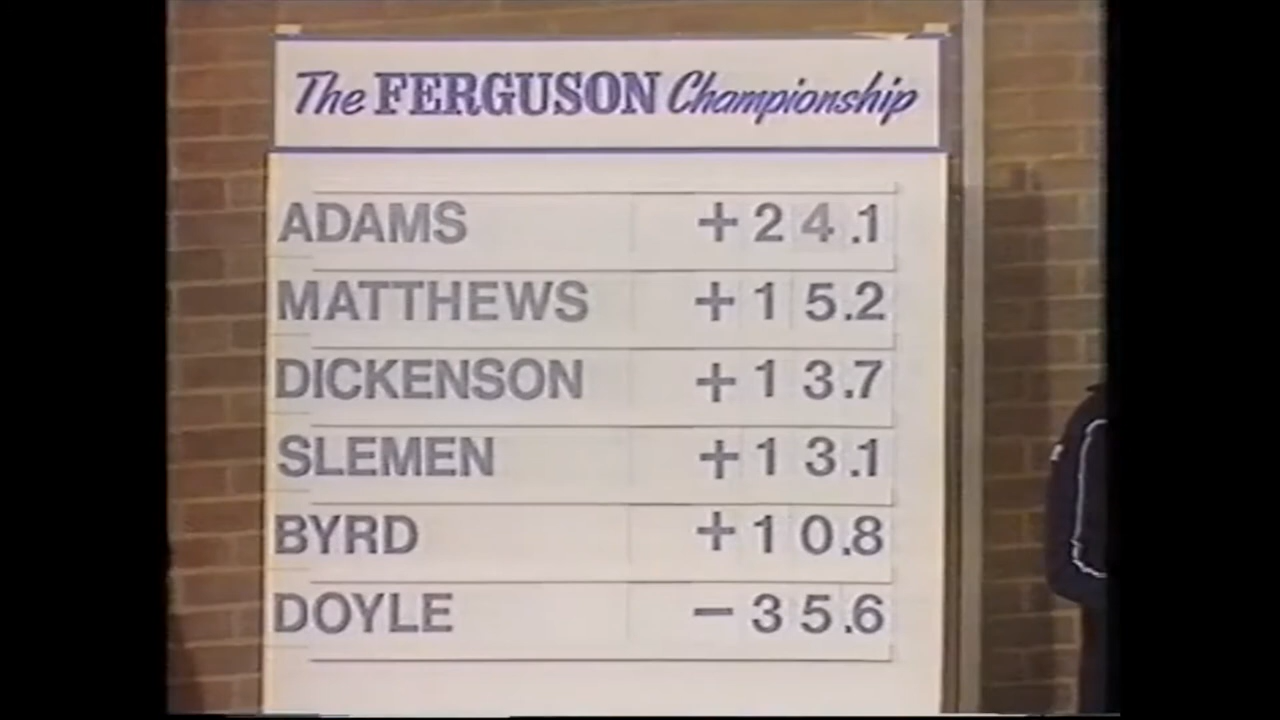 The FERGUSON Championship
ADAMS +24.1
MATTHEWS +15.2
DICKENSON +13.7
SLEMEN +13.1
BYRD +10.8
DOYLE -35.6